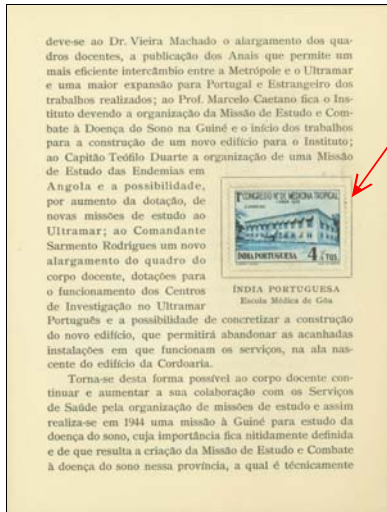 deve-se ao Dr. Vieira Machado o alargamento dos qua-
dros docentes, a publicação dos Anais que permite um
mais eficiente intercâmbio entre a Metrópole e o Ultramar
e uma maior expansão para Portugal e Estrangeiro dos
trabalhos realizados; ao Prof. Marcelo Caetano fica o Ins-
tituto devendo a organização da Missão de Estudo e Com-
bate à Doença do Sono na Guiné e o início dos trabalhos
para a construção de um novo edifício para o Instituto;
ao Capitão Teófilo Duarte a organização de uma Missão
de Estudo das Endemias em
Angola e a possibilidade,
por aumento da dotação, de
novas missões de estudo ao
Ultramar; ao Comandante
Sarmento Rodrigues um novo
alargamento do quadro do
corpo docente, dotações para
o funcionamento dos Centros
de Investigação no Ultramar
Português e a possibilidade de concretizar a construção
do novo edifício, que permitirá abandonar as acanhadas
instalações em que funcionam os serviços, na ala nas-
cente do edifício da Cordoaria.
1º CONGRESSO Nal DE MEDICINA TROPICAL
ÍNDIA PORTUGUESA 4 TGS.
ÍNDIA PORTUGUESA
Escola Médica de Gôa
Torna-se desta forma possível ao corpo docente con-
tinuar e aumentar a sua colaboração com os Serviços
de Saúde pela organização de missões de estudo e assim
realiza-se em 1944 uma missão à Guiné para estudo da
doença do sono, cuja importância fica nitidamente definida
e de que resulta a criação da Missão de Estudo e Combate
à doença do sono nessa província, a qual é técnicamente